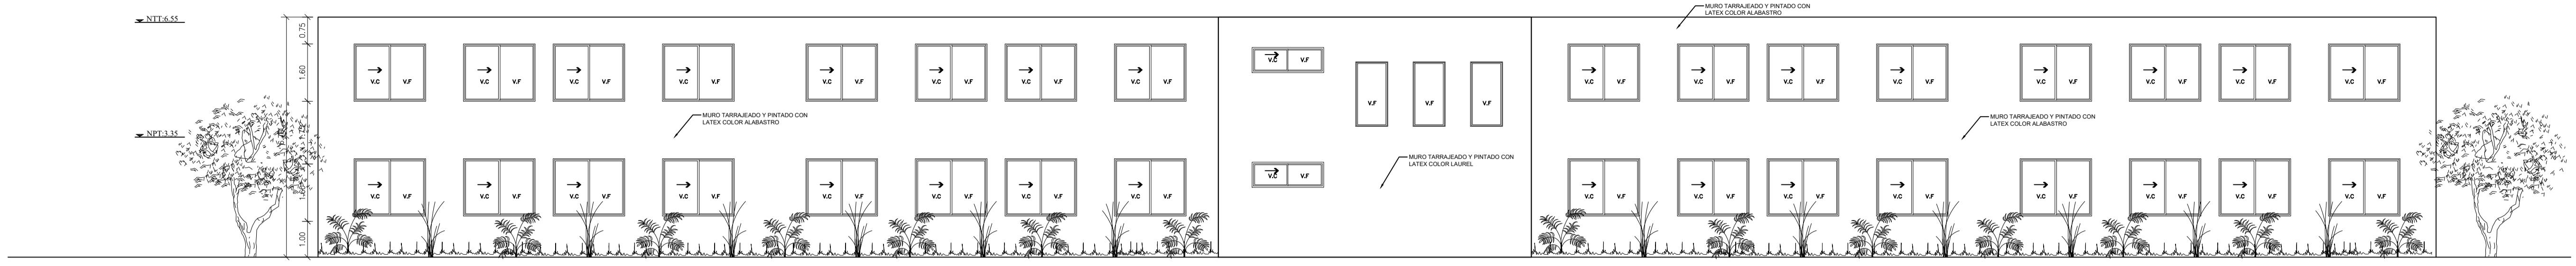 NTT:6.55
MURO TARRAJEADO Y PINTADO CON
LATEX COLOR ALABASTRO
0.75
V.C V.F
V.F V.F V.F
1.60
V.C V.F V.C V.F V.C V.F V.C V.F V.C V.F V.C V.F V.C V.F V.C V.F
V.C V.F V.C V.F V.C V.F V.C V.F V.C V.F V.C V.F V.C V.F V.C V.F
NPT:3.35
MURO TARRAJEADO Y PINTADO CON
LATEX COLOR ALABASTRO
MURO TARRAJEADO Y PINTADO CON
LATEX COLOR ALABASTRO
MURO TARRAJEADO Y PINTADO CON
LATEX COLOR LAUREL
V.C V.F
1.60
V.C V.F V.C V.F V.C V.F V.C V.F V.C V.F V.C V.F V.C V.F V.C V.F
V.C V.F V.C V.F V.C V.F V.C V.F V.C V.F V.C V.F V.C V.F V.C V.F
1.00